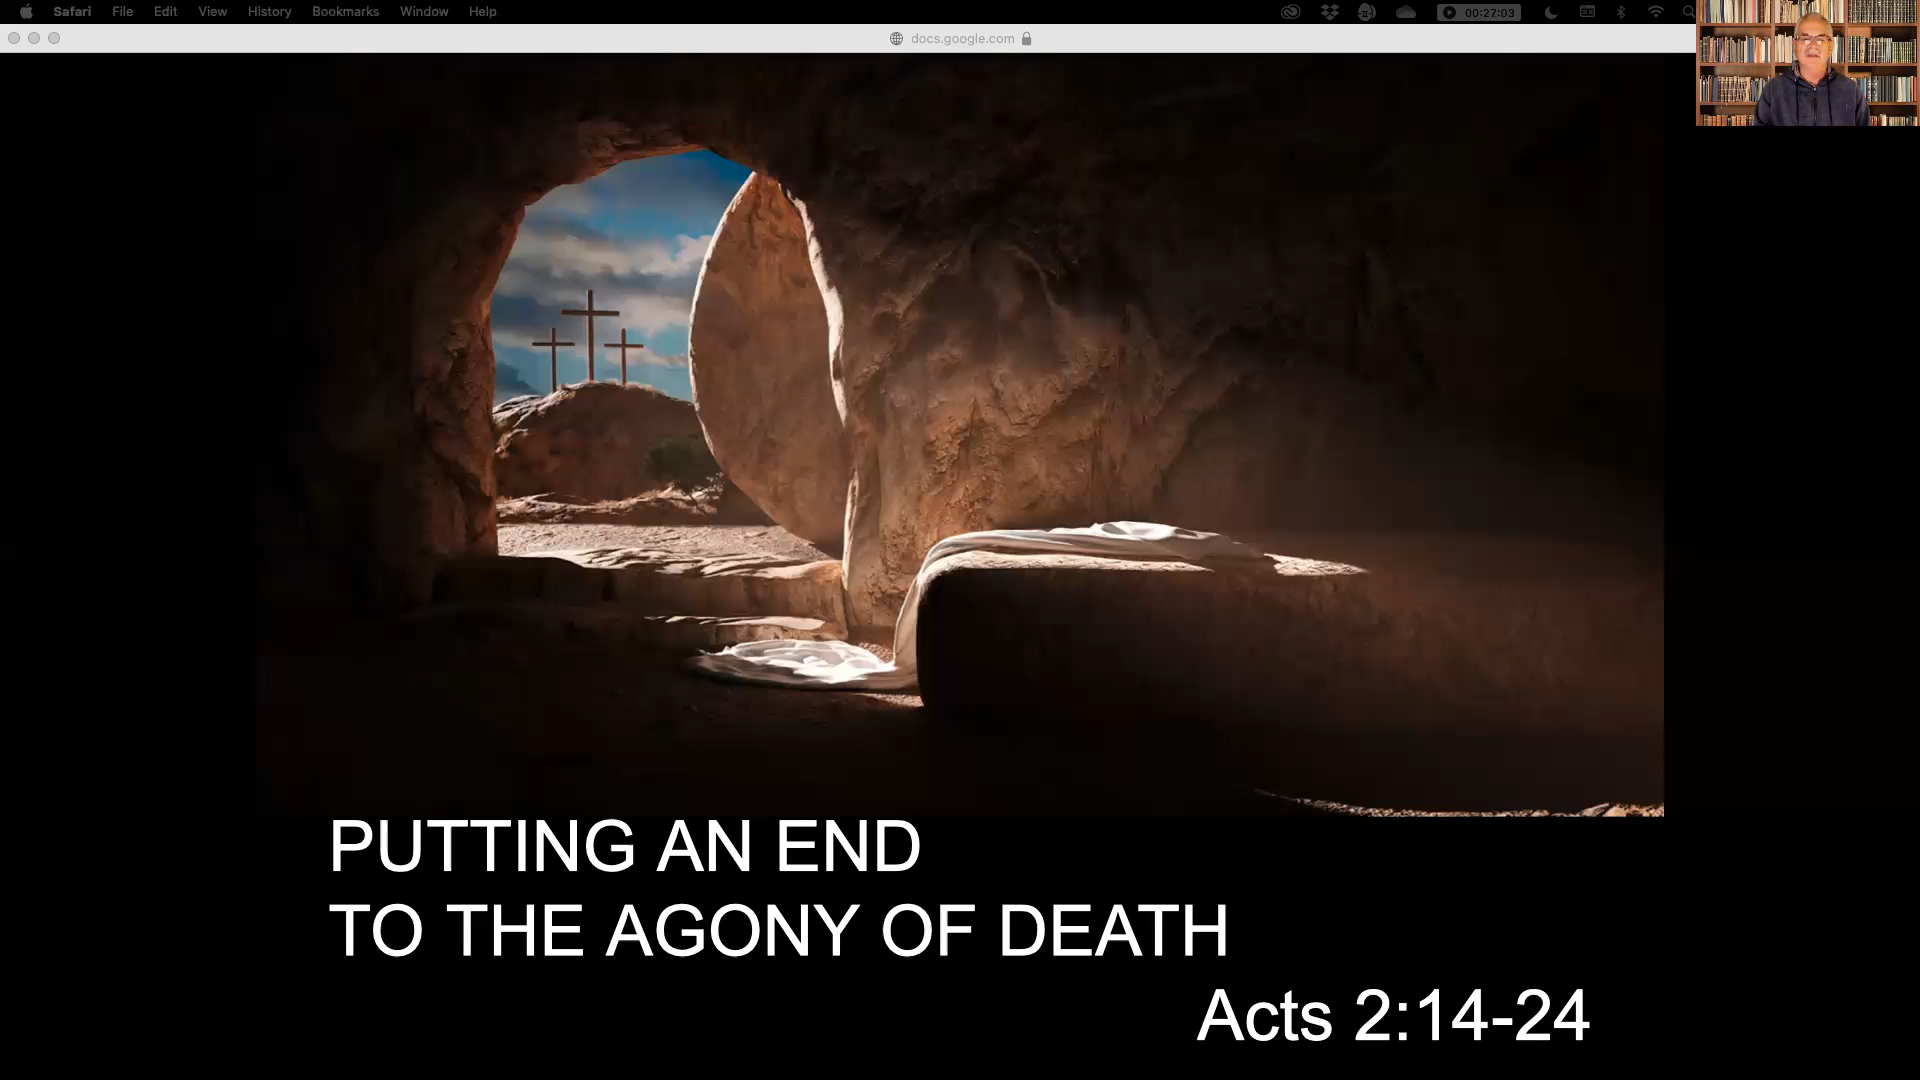 Safari File Edit View History Bookmarks Window Help 00:27:03
docs.google.com
PUTTING AN END
TO THE AGONY OF DEATH
Acts 2:14-24